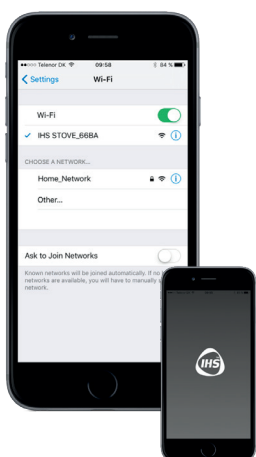 Telenor DK 09:58 84 %
Settings Wi-Fi
Wi-Fi
IHS STOVE_66BA
CHOOSE A NETWORK...
Home_Network
Other...
Ask to Join Networks
Known networks will be joined automatically. If no
networks are available, you will have to manually
network.
IHS